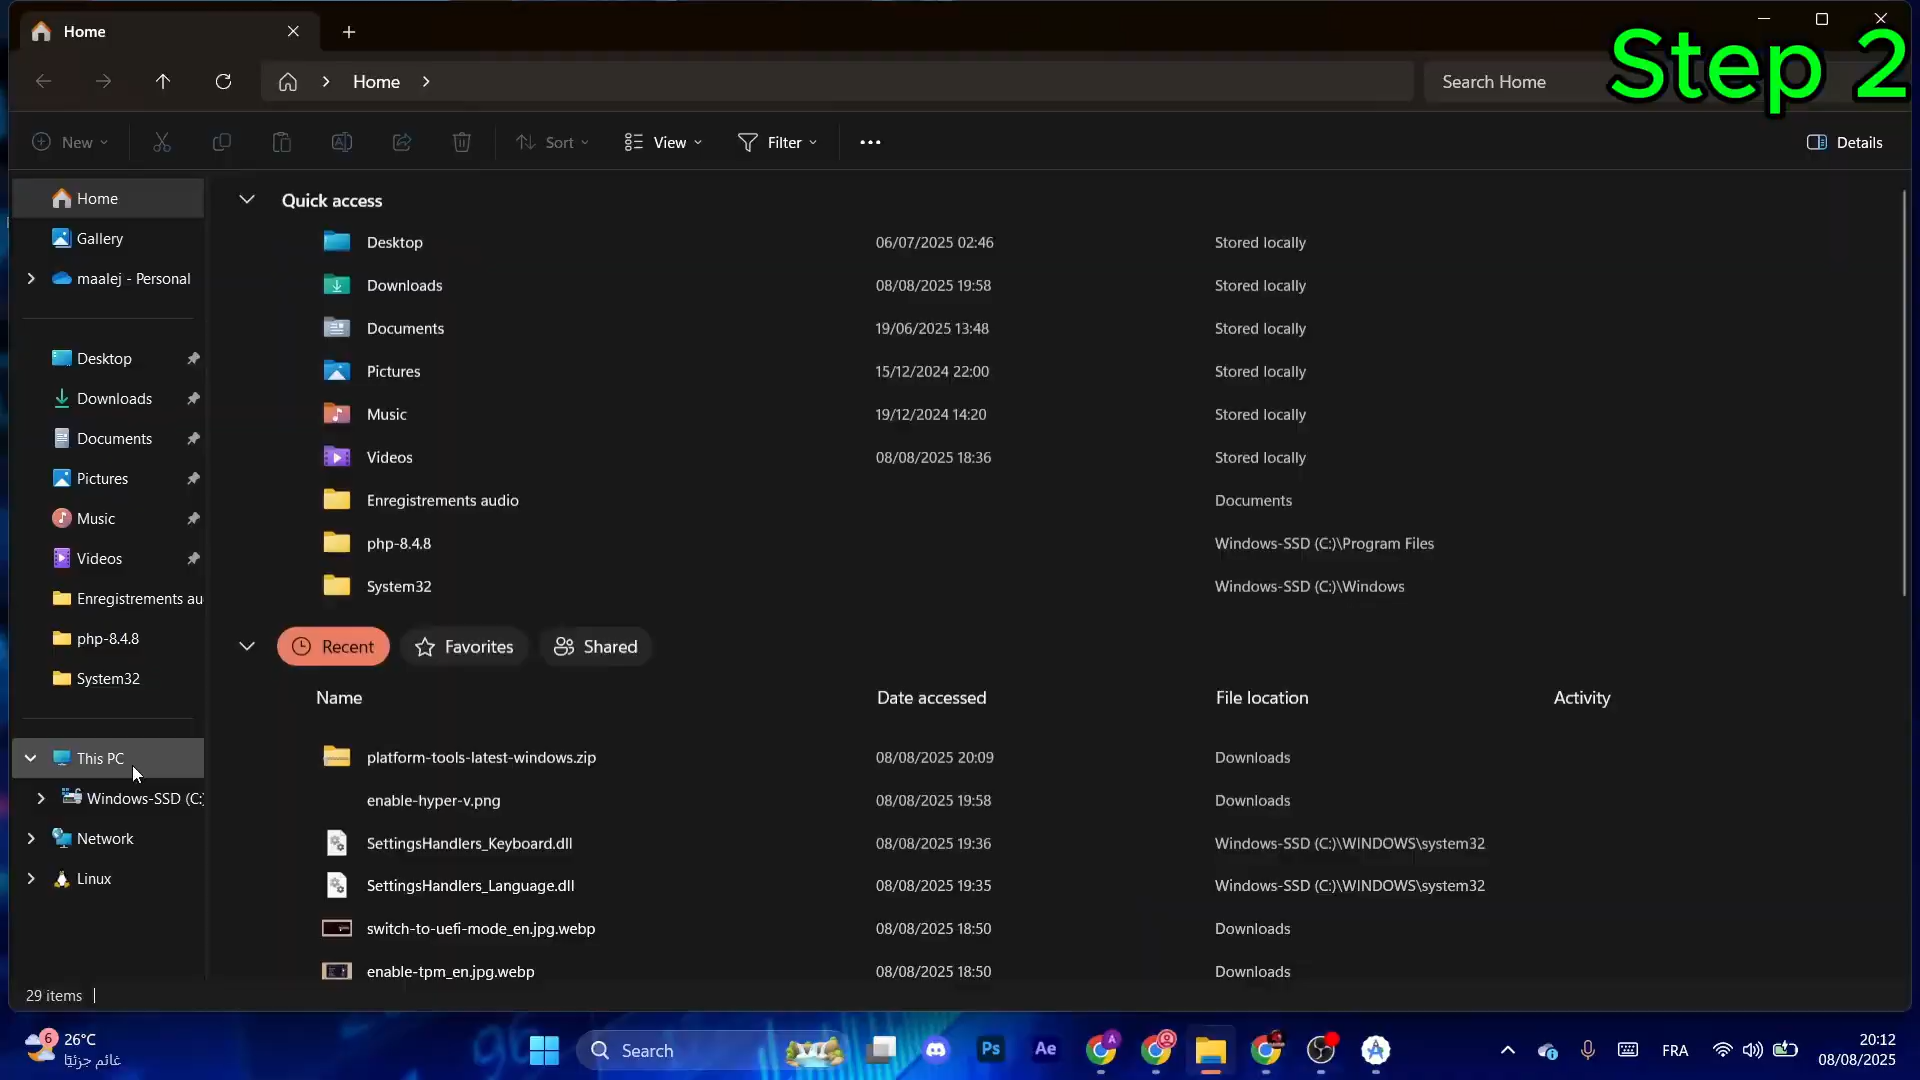 Home
Step 2
Home
Search Home
New
Sort
View
Filter
Details
Home
Gallery
maalej - Personal
Desktop
Downloads
Documents
Pictures
Music
Videos
Enregistrements au
php-8.4.8
System32
This PC
Windows-SSD (C:)
Network
Linux
Quick access
Desktop 06/07/2025 02:46 Stored locally
Downloads 08/08/2025 19:58 Stored locally
Documents 19/06/2025 13:48 Stored locally
Pictures 15/12/2024 22:00 Stored locally
Music 19/12/2024 14:20 Stored locally
Videos 08/08/2025 18:36 Stored locally
Enregistrements audio Documents
php-8.4.8 Windows-SSD (C:)\Program Files
System32 Windows-SSD (C:)\Windows
Recent Favorites Shared
Name Date accessed File location Activity
platform-tools-latest-windows.zip 08/08/2025 20:09 Downloads
enable-hyper-v.png 08/08/2025 19:58 Downloads
SettingsHandlers_Keyboard.dll 08/08/2025 19:36 Windows-SSD (C:)\WINDOWS\system32
SettingsHandlers_Language.dll 08/08/2025 19:35 Windows-SSD (C:)\WINDOWS\system32
switch-to-uefi-mode_en.jpg.webp 08/08/2025 18:50 Downloads
enable-tpm_en.jpg.webp 08/08/2025 18:50 Downloads
29 items
6
26°C
غائم جزئيًا
Search
Ps
Ae
A
FRA
20:12
08/08/2025